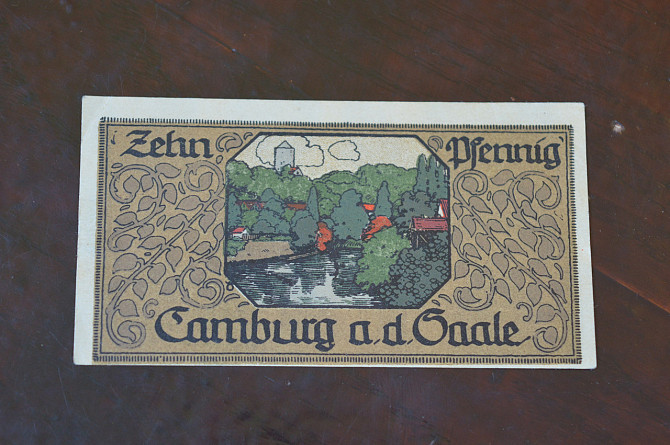 Zehn Pfennig
Camburg a.d. Saale